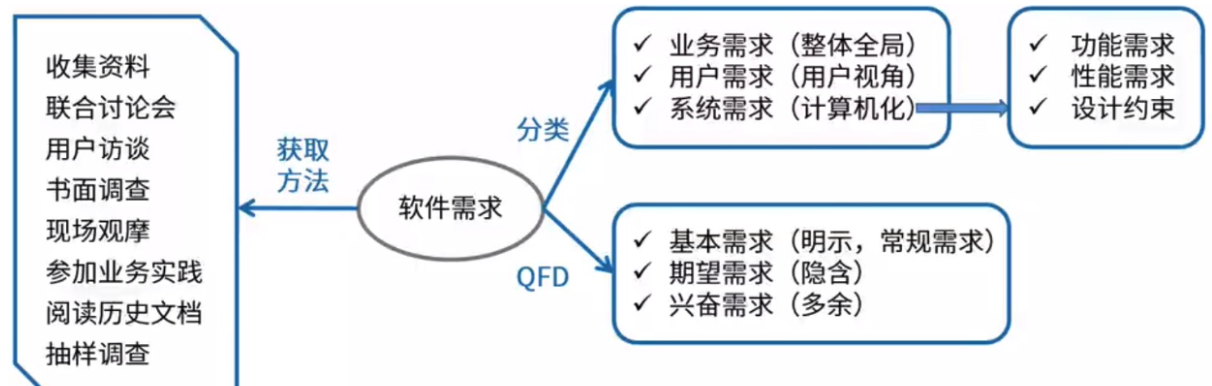 收集资料
联合讨论会
用户访谈
书面调查
现场观摩
参加业务实践
阅读历史文档
抽样调查
获取
方法
软件需求
分类
QFD
✓ 业务需求（整体全局）
✓ 用户需求（用户视角）
✓ 系统需求（计算机化）
✓ 功能需求
✓ 性能需求
✓ 设计约束
✓ 基本需求（明示，常规需求）
✓ 期望需求（隐含）
✓ 兴奋需求（多余）